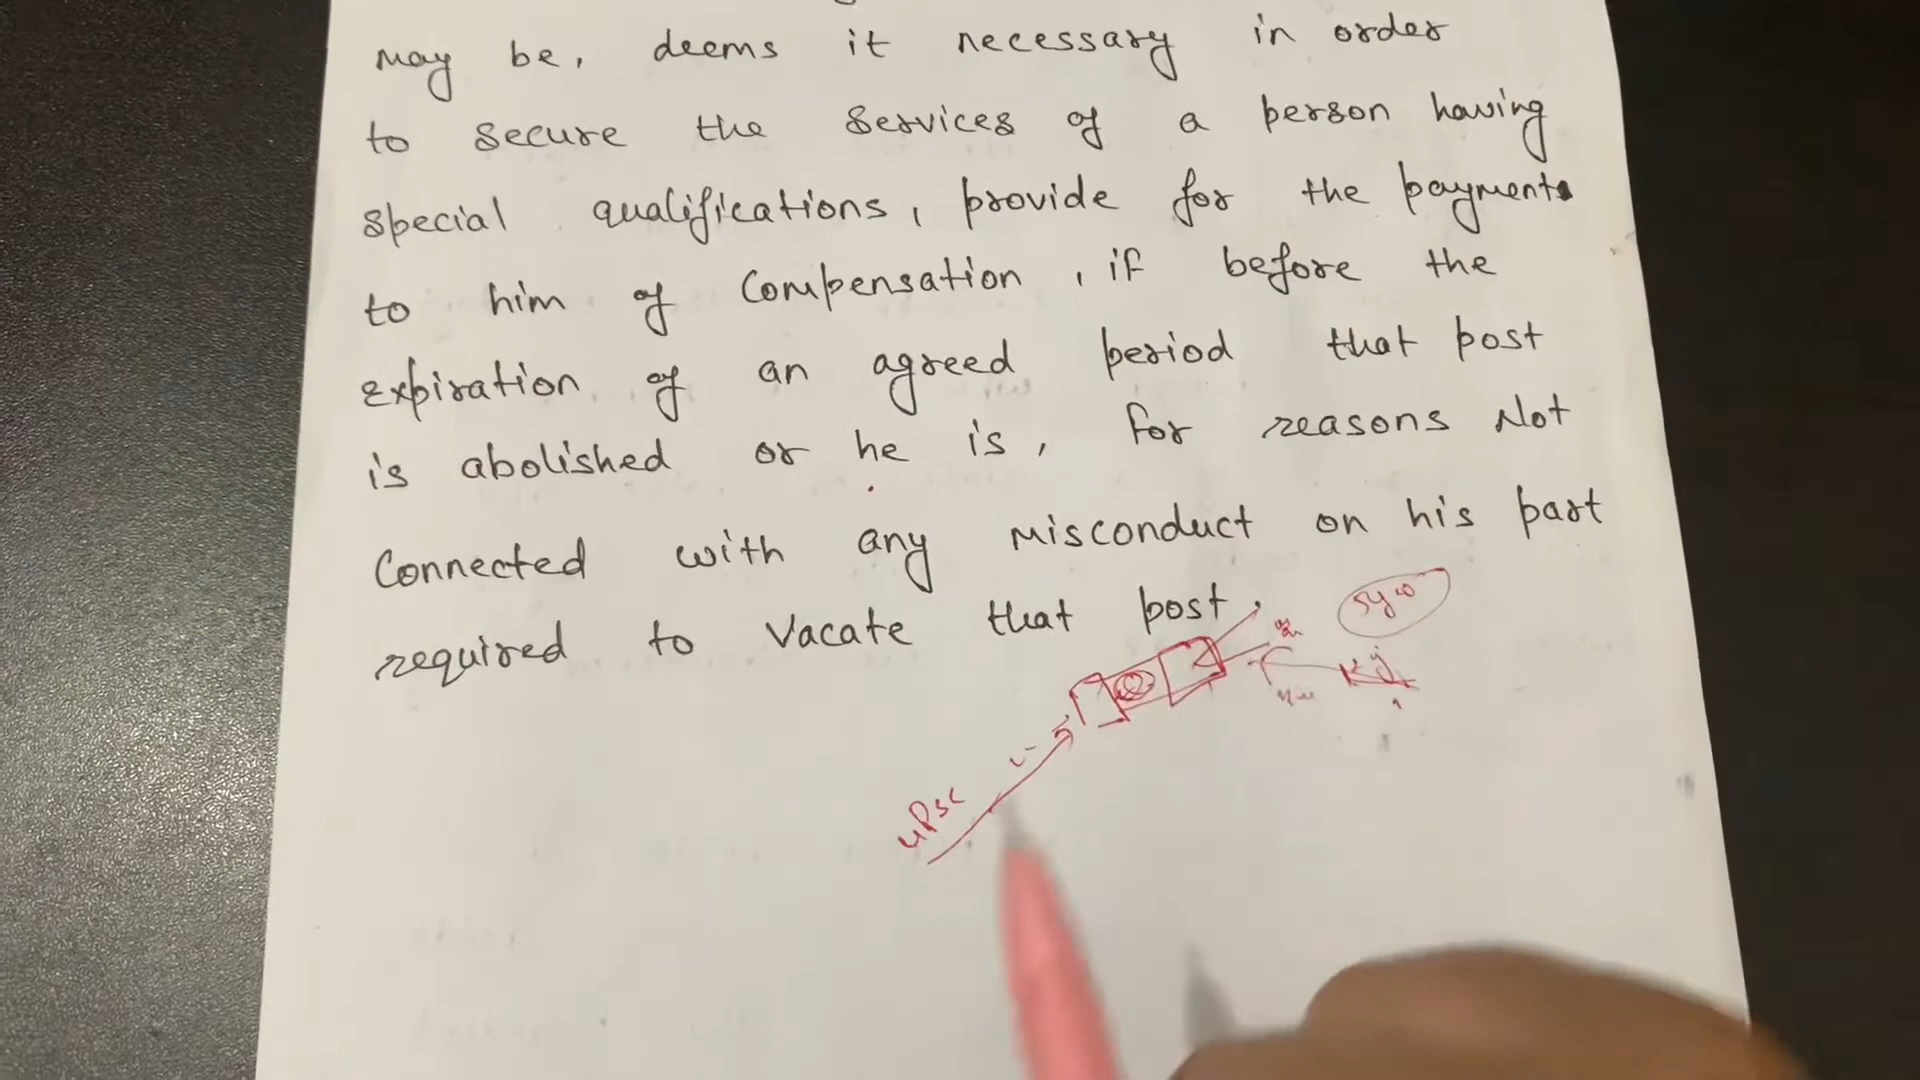 may be, deems it necessary in order
to secure the services of a person having
special qualifications, provide for the payment
to him of compensation, if before the
expiration of an agreed period that post
is abolished or he is, for reasons Not
Connected with any misconduct on his part
required to vacate that post.
5y
UPSC